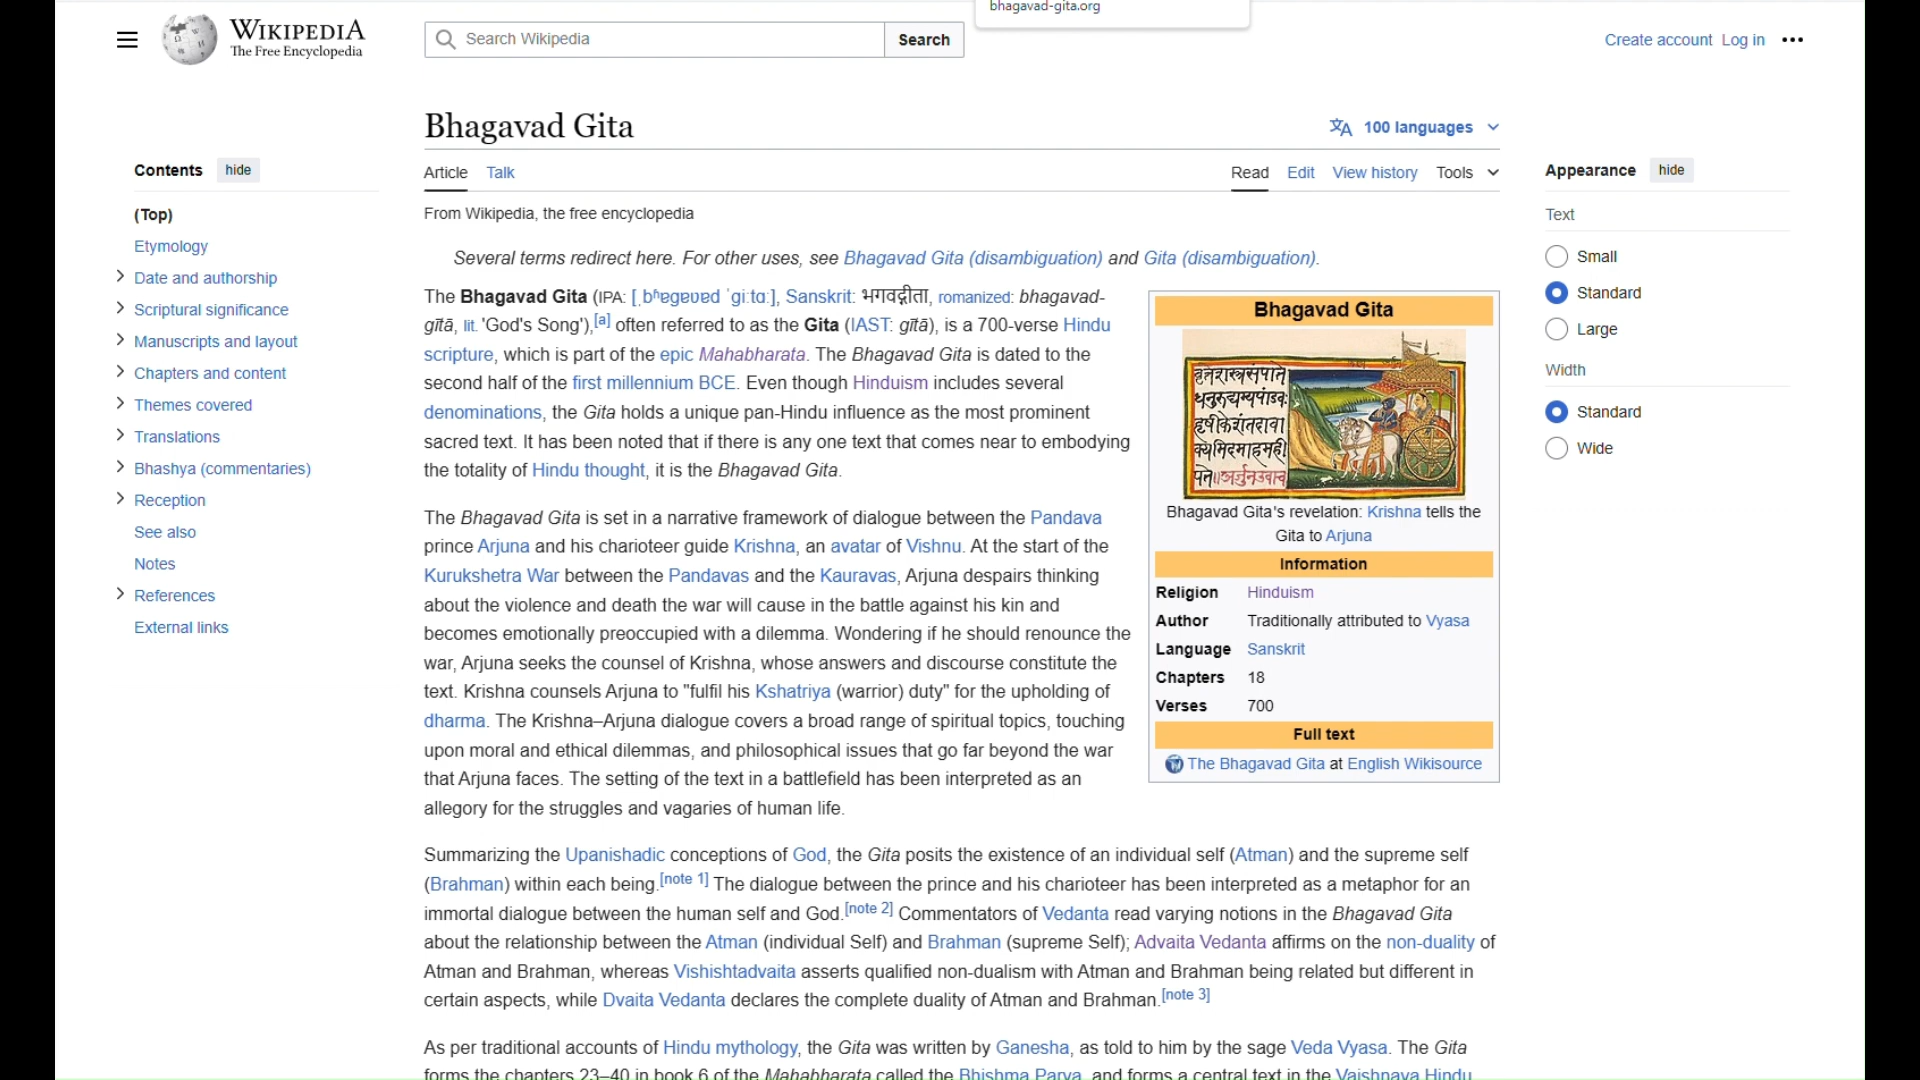 bhagavad-gita.org
WIKIPEDIA
The Free Encyclopedia
Search Wikipedia
Search
Create account Log in
Bhagavad Gita
100 languages
Article Talk
Read Edit View history Tools
From Wikipedia, the free encyclopedia
Contents hide
(Top)
Etymology
Date and authorship
Scriptural significance
Manuscripts and layout
Chapters and content
Themes covered
Translations
Bhashya (commentaries)
Reception
See also
Notes
References
External links
Several terms redirect here. For other uses, see Bhagavad Gita (disambiguation) and Gita (disambiguation).
The Bhagavad Gita (IPA: [ˌbʱɐɡɐʋɐd ˈɡiːtɑː], Sanskrit: भगवद्गीता, romanized: bhagavad-
gītā, lit. 'God's Song'),[a] often referred to as the Gita (IAST: gītā), is a 700-verse Hindu
scripture, which is part of the epic Mahabharata. The Bhagavad Gita is dated to the
second half of the first millennium BCE. Even though Hinduism includes several
denominations, the Gita holds a unique pan-Hindu influence as the most prominent
sacred text. It has been noted that if there is any one text that comes near to embodying
the totality of Hindu thought, it is the Bhagavad Gita.
The Bhagavad Gita is set in a narrative framework of dialogue between the Pandava
prince Arjuna and his charioteer guide Krishna, an avatar of Vishnu. At the start of the
Kurukshetra War between the Pandavas and the Kauravas, Arjuna despairs thinking
about the violence and death the war will cause in the battle against his kin and
becomes emotionally preoccupied with a dilemma. Wondering if he should renounce the
war, Arjuna seeks the counsel of Krishna, whose answers and discourse constitute the
text. Krishna counsels Arjuna to "fulfil his Kshatriya (warrior) duty" for the upholding of
dharma. The Krishna–Arjuna dialogue covers a broad range of spiritual topics, touching
upon moral and ethical dilemmas, and philosophical issues that go far beyond the war
that Arjuna faces. The setting of the text in a battlefield has been interpreted as an
allegory for the struggles and vagaries of human life.
Summarizing the Upanishadic conceptions of God, the Gita posits the existence of an individual self (Atman) and the supreme self
(Brahman) within each being.[note 1] The dialogue between the prince and his charioteer has been interpreted as a metaphor for an
immortal dialogue between the human self and God.[note 2] Commentators of Vedanta read varying notions in the Bhagavad Gita
about the relationship between the Atman (individual Self) and Brahman (supreme Self); Advaita Vedanta affirms on the non-duality of
Atman and Brahman, whereas Vishishtadvaita asserts qualified non-dualism with Atman and Brahman being related but different in
certain aspects, while Dvaita Vedanta declares the complete duality of Atman and Brahman.[note 3]
As per traditional accounts of Hindu mythology, the Gita was written by Ganesha, as told to him by the sage Veda Vyasa. The Gita
forms the chapters 23–40 in book 6 of the Mahabharata called the Bhishma Parva, and forms a central text in the Vaishnava Hindu
Bhagavad Gita
Bhagavad Gita's revelation: Krishna tells the
Gita to Arjuna
Information
Religion Hinduism
Author Traditionally attributed to Vyasa
Language Sanskrit
Chapters 18
Verses 700
Full text
The Bhagavad Gita at English Wikisource
Appearance hide
Text
Small
Standard
Large
Width
Standard
Wide